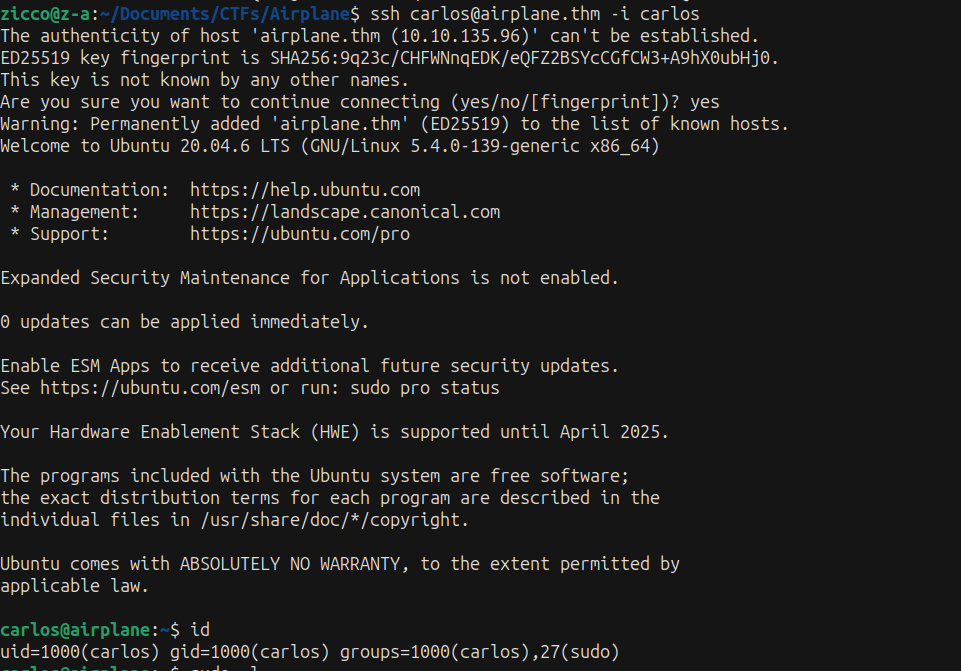 zicco@z-a:~/Documents/CTFs/Airplane$ ssh carlos@airplane.thm -i carlos
The authenticity of host 'airplane.thm (10.10.135.96)' can't be established.
ED25519 key fingerprint is SHA256:9q23c/CHFWNnqEDK/eQFZ2BSYcCGfCW3+A9hX0ubHj0.
This key is not known by any other names.
Are you sure you want to continue connecting (yes/no/[fingerprint])? yes
Warning: Permanently added 'airplane.thm' (ED25519) to the list of known hosts.
Welcome to Ubuntu 20.04.6 LTS (GNU/Linux 5.4.0-139-generic x86_64)

 * Documentation:  https://help.ubuntu.com
 * Management:     https://landscape.canonical.com
 * Support:        https://ubuntu.com/pro

Expanded Security Maintenance for Applications is not enabled.

0 updates can be applied immediately.

Enable ESM Apps to receive additional future security updates.
See https://ubuntu.com/esm or run: sudo pro status

Your Hardware Enablement Stack (HWE) is supported until April 2025.

The programs included with the Ubuntu system are free software;
the exact distribution terms for each program are described in the
individual files in /usr/share/doc/*/copyright.

Ubuntu comes with ABSOLUTELY NO WARRANTY, to the extent permitted by
applicable law.

carlos@airplane:~$ id
uid=1000(carlos) gid=1000(carlos) groups=1000(carlos),27(sudo)